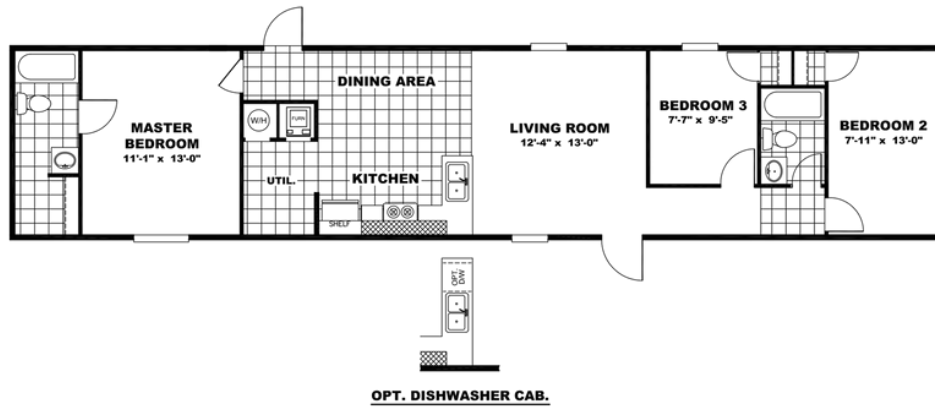 DINING AREA
W/H
FURN
MASTER
BEDROOM
11'-1" x 13'-0"
UTIL.
KITCHEN
SHELF
LIVING ROOM
12'-4" x 13'-0"
BEDROOM 3
7'-7" x 9'-5"
BEDROOM 2
7'-11" x 13'-0"
OPT.
D/W
OPT. DISHWASHER CAB.